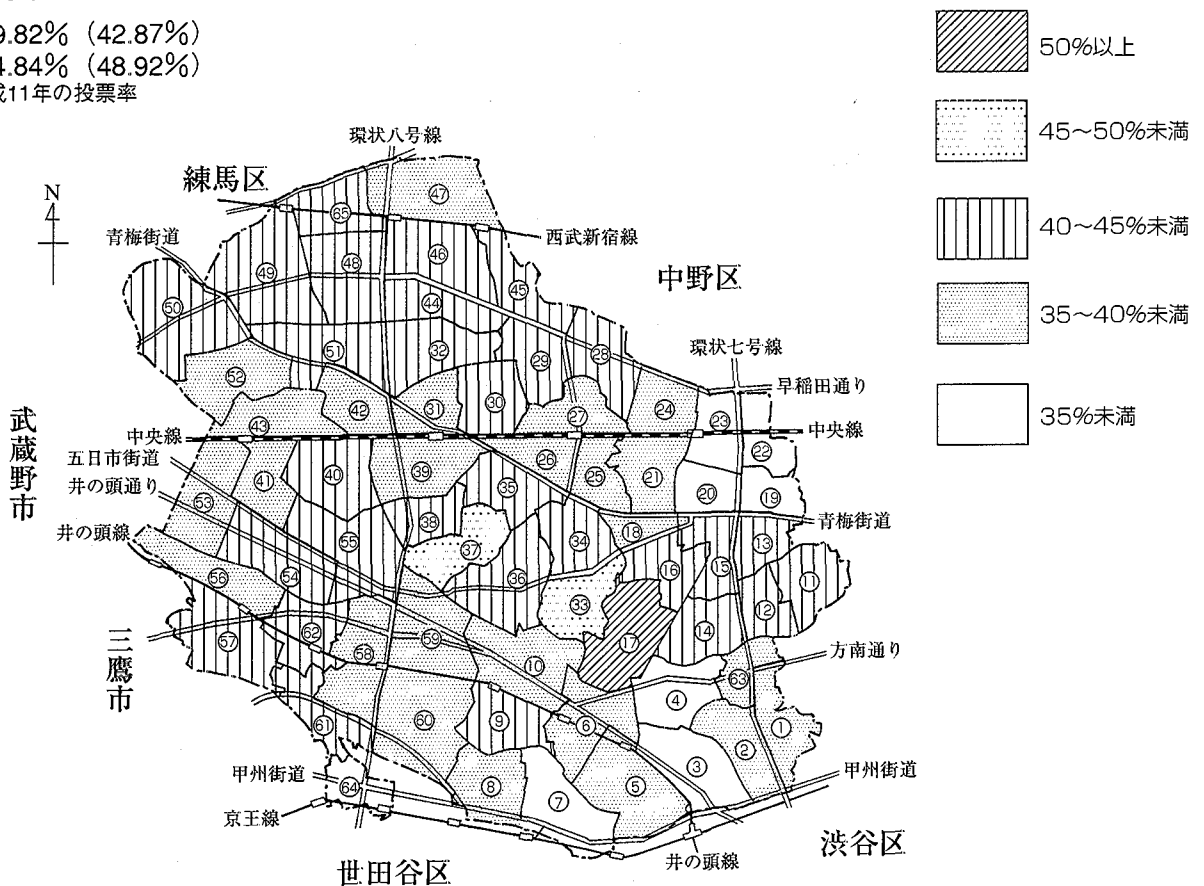 9.82% (42.87%)
4.84% (48.92%)
成11年の投票率
50%以上
45～50%未満
40～45%未満
35～40%未満
35%未満
環状八号線
練馬区
N
青梅街道
西武新宿線
中野区
環状七号線
早稲田通り
武蔵野市
中央線
中央線
五日市街道
井の頭通り
青梅街道
井の頭線
三鷹市
方南通り
甲州街道
甲州街道
京王線
世田谷区
井の頭線
渋谷区
㊼
65
㊽
㊻
㊾
㊺
㊿
㊹
51
㉜
㉙
㉘
52
㊷
㉛
㉚
㉗
㉔
㉓
㊸
㉒
㊶
㊵
㊴
㉟
㉖
㉕
㉑
⑳
⑲
53
㊳
㊲
㉞
⑱
55
⑬
56
54
㊱
⑯
⑮
⑪
㉝
⑫
57
62
58
59
⑩
⑰
⑭
63
61
60
⑨
⑥
④
①
②
③
64
⑧
⑦
⑤